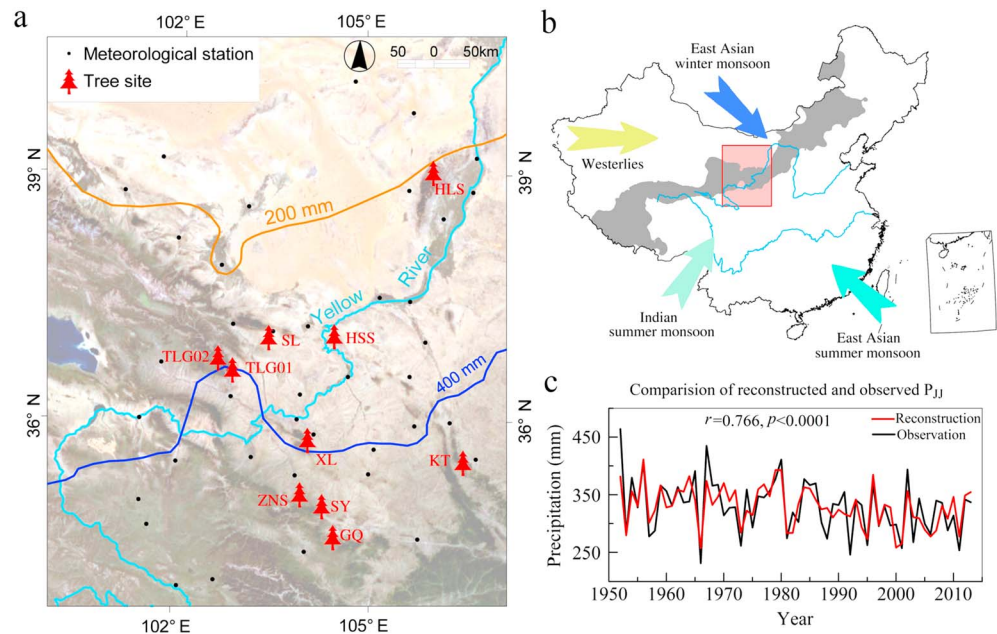 a
102° E
105° E
Meteorological station
Tree site
50
0
50km
39° N
39° N
HLS
200 mm
Yellow
River
SL
HSS
TLG02
TLG01
400 mm
36° N
36° N
XL
KT
ZNS
SY
GQ
102° E
105° E
b
East Asian
winter monsoon
Westerlies
Indian
summer monsoon
East Asian
summer monsoon
c
Comparision of reconstructed and observed PJJ
r=0.766, p<0.0001
Reconstruction
Observation
Precipitation (mm)
450
350
250
1950
1960
1970
1980
1990
2000
2010
Year